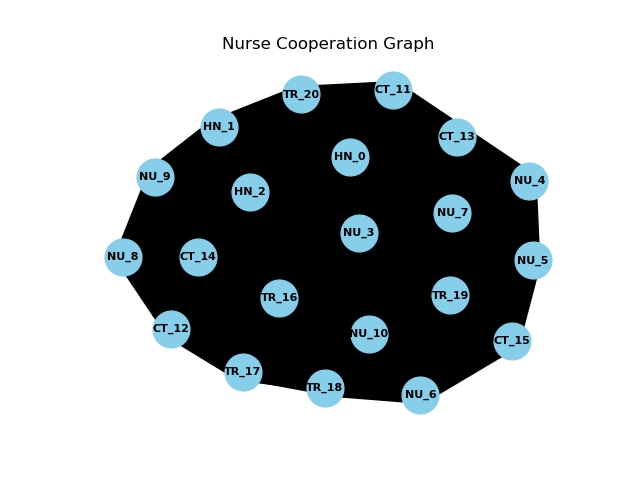 Nurse Cooperation Graph
CT_11
TR_20
HN_1
CT_13
HN_0
NU_9
NU_4
HN_2
NU_7
NU_3
NU_8
CT_14
NU_5
TR_19
TR_16
CT_12
NU_10
CT_15
TR_17
TR_18
NU_6